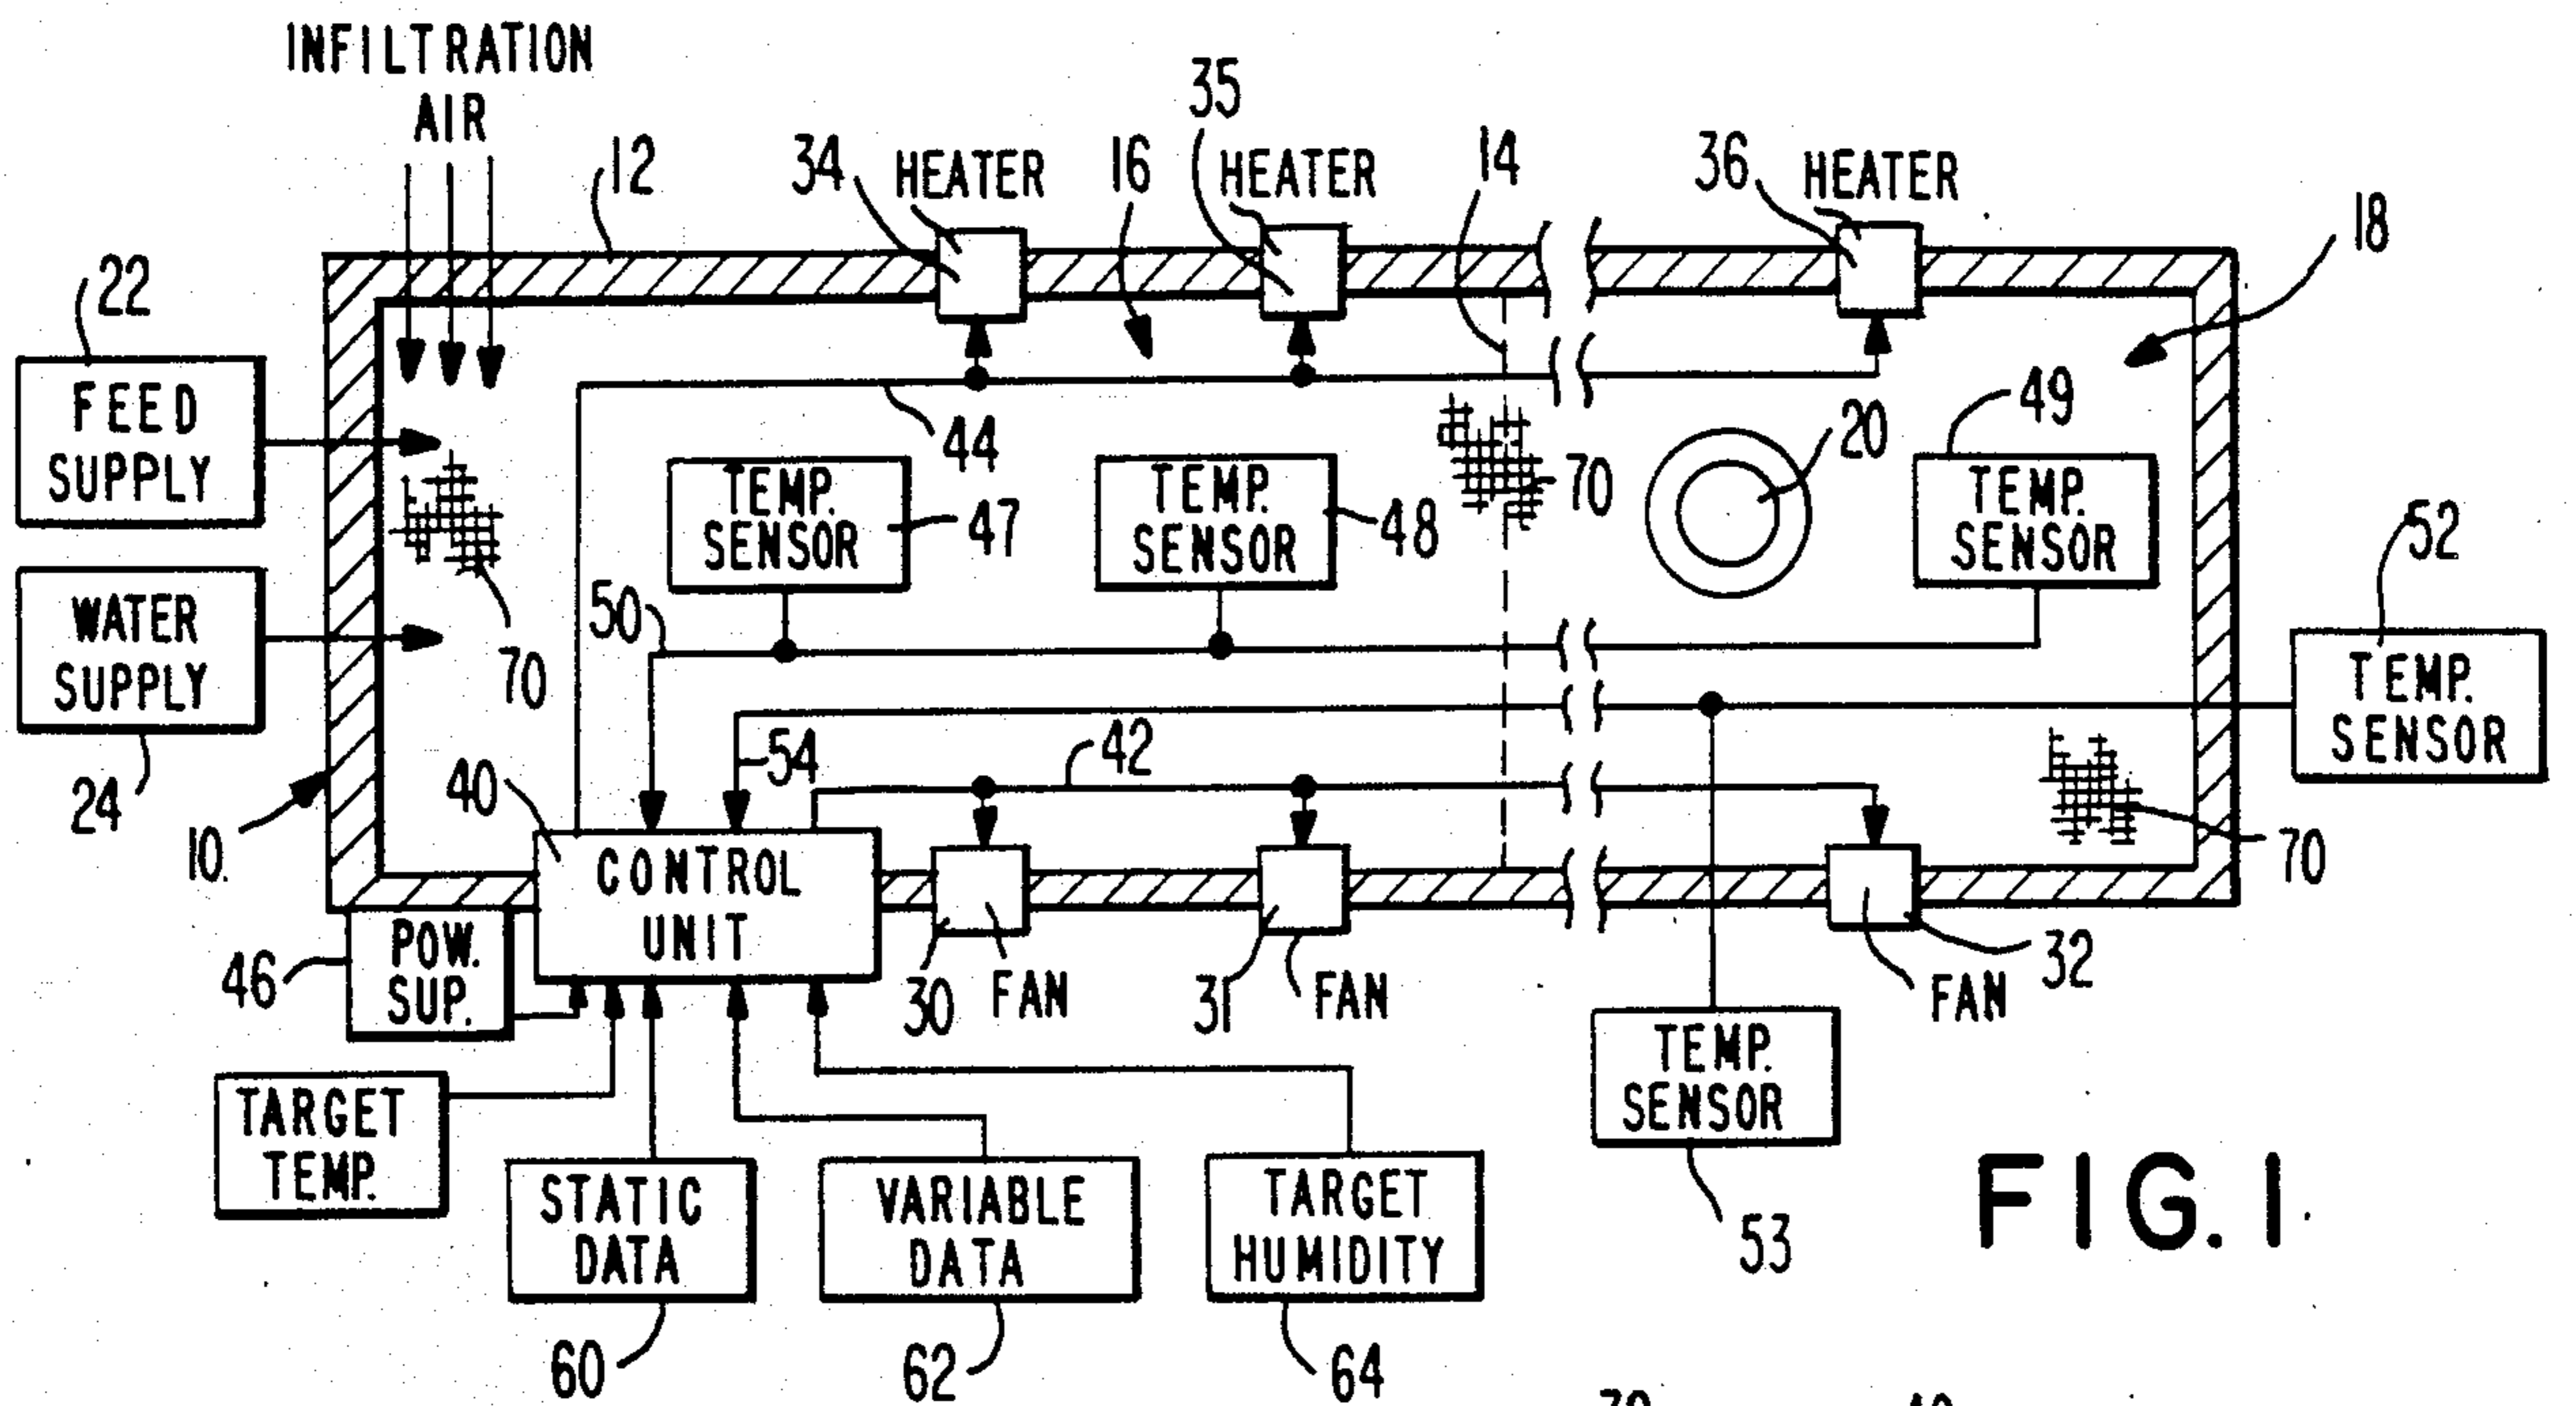 INFILTRATION
AIR
12
34
HEATER
16
35
HEATER
14
36
HEATER
18
22
FEED
SUPPLY
44
TEMP.
SENSOR
47
TEMP.
SENSOR
48
70
20
49
TEMP.
SENSOR
52
TEMP.
SENSOR
WATER
SUPPLY
24
70
50
54
42
40
10.
CONTROL
UNIT
70
46
POW.
SUP.
30
FAN
31
FAN
FAN
32
TARGET
TEMP.
STATIC
DATA
60
VARIABLE
DATA
62
TARGET
HUMIDITY
64
TEMP.
SENSOR
53
FIG. 1